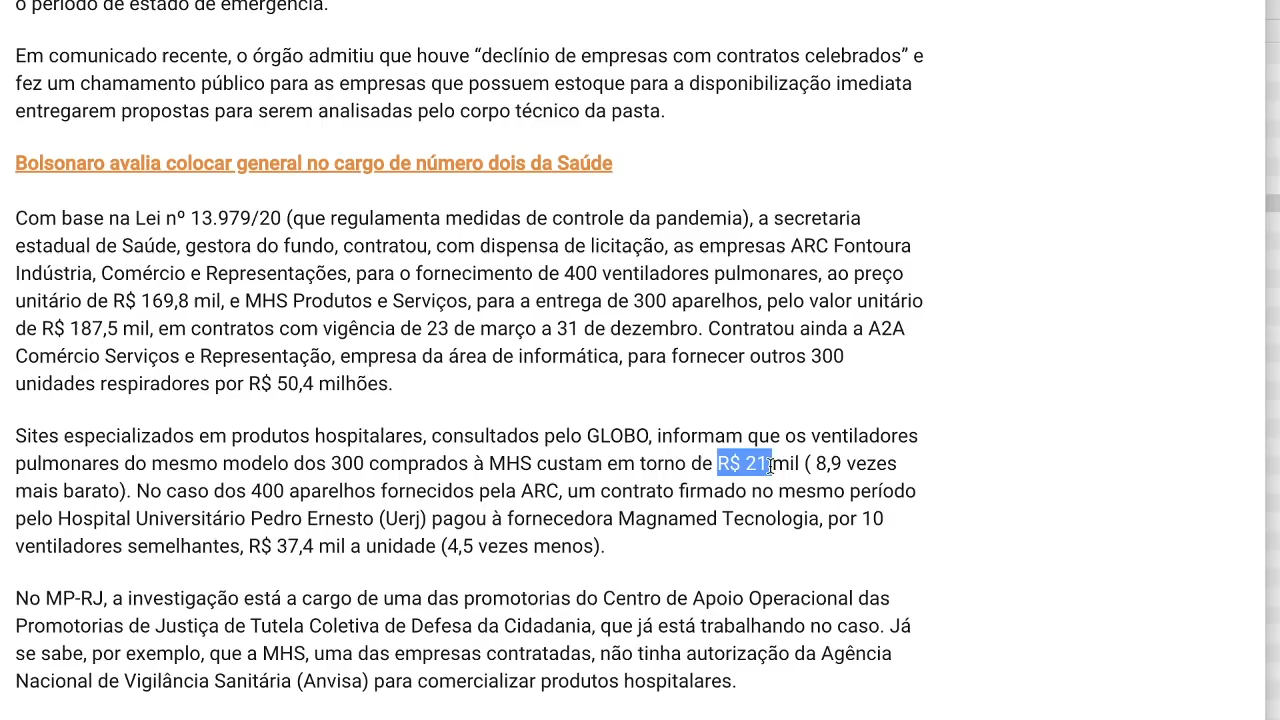 o período de estado de emergência.
Em comunicado recente, o órgão admitiu que houve “declínio de empresas com contratos celebrados” e
fez um chamamento público para as empresas que possuem estoque para a disponibilização imediata
entregarem propostas para serem analisadas pelo corpo técnico da pasta.
Bolsonaro avalia colocar general no cargo de número dois da Saúde
Com base na Lei nº 13.979/20 (que regulamenta medidas de controle da pandemia), a secretaria
estadual de Saúde, gestora do fundo, contratou, com dispensa de licitação, as empresas ARC Fontoura
Indústria, Comércio e Representações, para o fornecimento de 400 ventiladores pulmonares, ao preço
unitário de R$ 169,8 mil, e MHS Produtos e Serviços, para a entrega de 300 aparelhos, pelo valor unitário
de R$ 187,5 mil, em contratos com vigência de 23 de março a 31 de dezembro. Contratou ainda a A2A
Comércio Serviços e Representação, empresa da área de informática, para fornecer outros 300
unidades respiradores por R$ 50,4 milhões.
Sites especializados em produtos hospitalares, consultados pelo GLOBO, informam que os ventiladores
pulmonares do mesmo modelo dos 300 comprados à MHS custam em torno de R$ 21 mil ( 8,9 vezes
mais barato). No caso dos 400 aparelhos fornecidos pela ARC, um contrato firmado no mesmo período
pelo Hospital Universitário Pedro Ernesto (Uerj) pagou à fornecedora Magnamed Tecnologia, por 10
ventiladores semelhantes, R$ 37,4 mil a unidade (4,5 vezes menos).
No MP-RJ, a investigação está a cargo de uma das promotorias do Centro de Apoio Operacional das
Promotorias de Justiça de Tutela Coletiva de Defesa da Cidadania, que já está trabalhando no caso. Já
se sabe, por exemplo, que a MHS, uma das empresas contratadas, não tinha autorização da Agência
Nacional de Vigilância Sanitária (Anvisa) para comercializar produtos hospitalares.